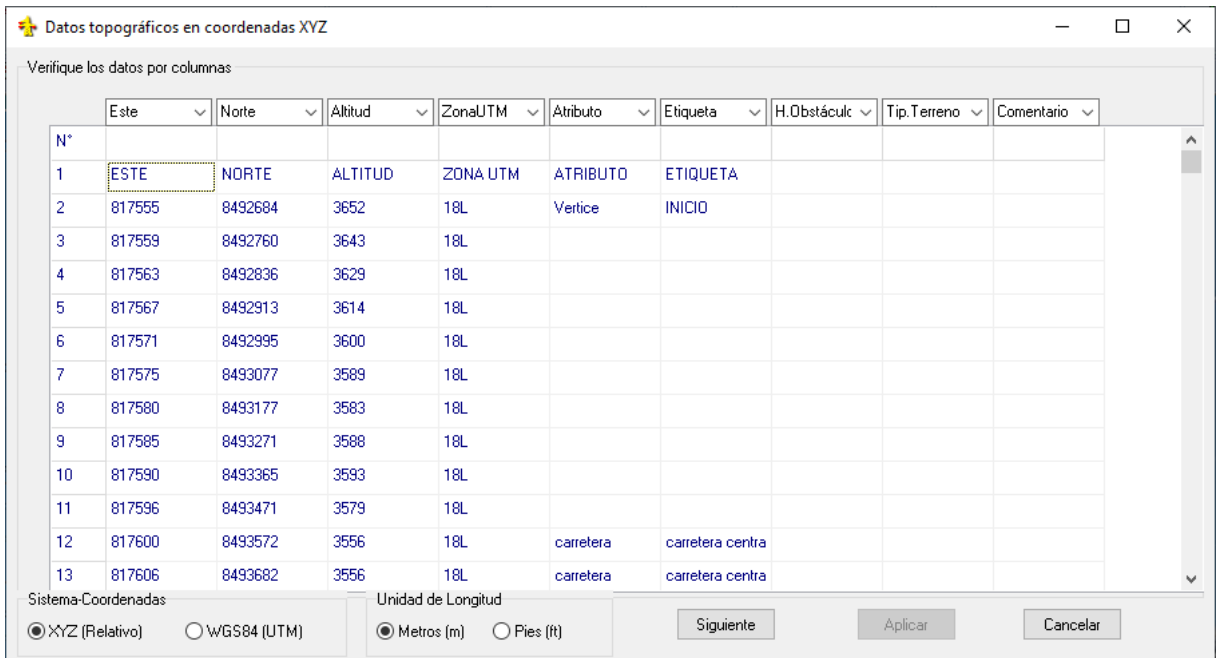 Datos topográficos en coordenadas XYZ
Verifique los datos por columnas
Este Norte Altitud ZonaUTM Atributo Etiqueta H.Obstáculc Tip.Terreno Comentario
N°
1 ESTE NORTE ALTITUD ZONA UTM ATRIBUTO ETIQUETA
2 817555 8492684 3652 18L Vertice INICIO
3 817559 8492760 3643 18L
4 817563 8492836 3629 18L
5 817567 8492913 3614 18L
6 817571 8492995 3600 18L
7 817575 8493077 3589 18L
8 817580 8493177 3583 18L
9 817585 8493271 3588 18L
10 817590 8493365 3593 18L
11 817596 8493471 3579 18L
12 817600 8493572 3556 18L carretera carretera centra
13 817606 8493682 3556 18L carretera carretera centra
Sistema-Coordenadas Unidad de Longitud
XYZ (Relativo) WGS84 (UTM) Metros (m) Pies (ft) Siguiente Aplicar Cancelar